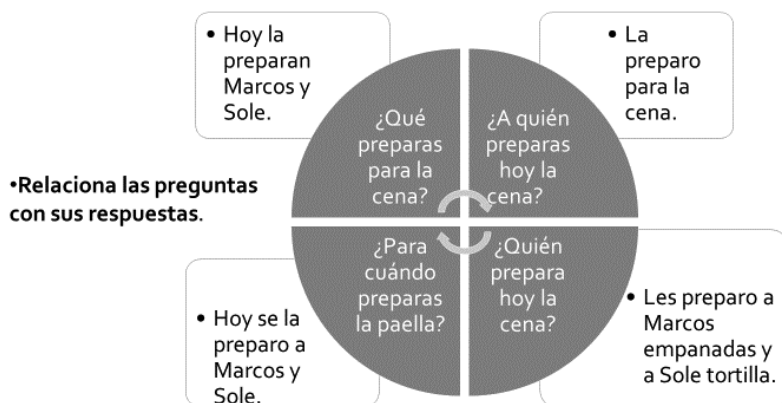 • Hoy la
preparan
Marcos y
Sole.
• La
preparo
para la
cena.
¿Qué
preparas
para la
cena?
¿A quién
preparas
hoy la
cena?
•Relaciona las preguntas
con sus respuestas.
¿Para
cuándo
preparas
la paella?
¿Quién
prepara
hoy la
cena?
• Hoy se la
preparo a
Marcos y
Sole.
• Les preparo a
Marcos
empanadas y
a Sole tortilla.